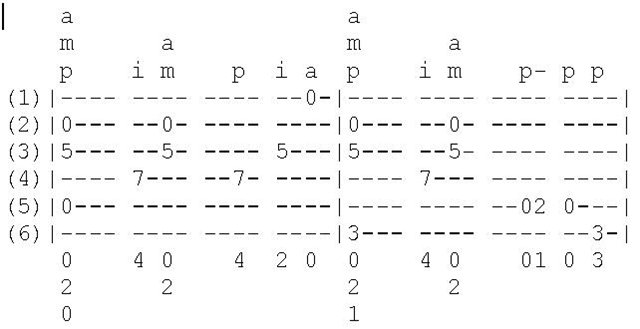 a a
m a m a
p i m p i a p i m p- p p
(1)|---- ---- ---- --0-|---- ---- ---- ----|
(2)|0--- --0- ---- ----|0--- --0- ---- ----|
(3)|5--- --5- ---- 5---|5--- --5- ---- ----|
(4)|---- 7--- --7- ----|---- 7--- ---- ----|
(5)|0--- ---- ---- ----|---- ---- --02 0---|
(6)|---- ---- ---- ----|3--- ---- ---- --3-|
0 4 0 4 2 0 0 4 0 01 0 3
2 2 2 2
0 1